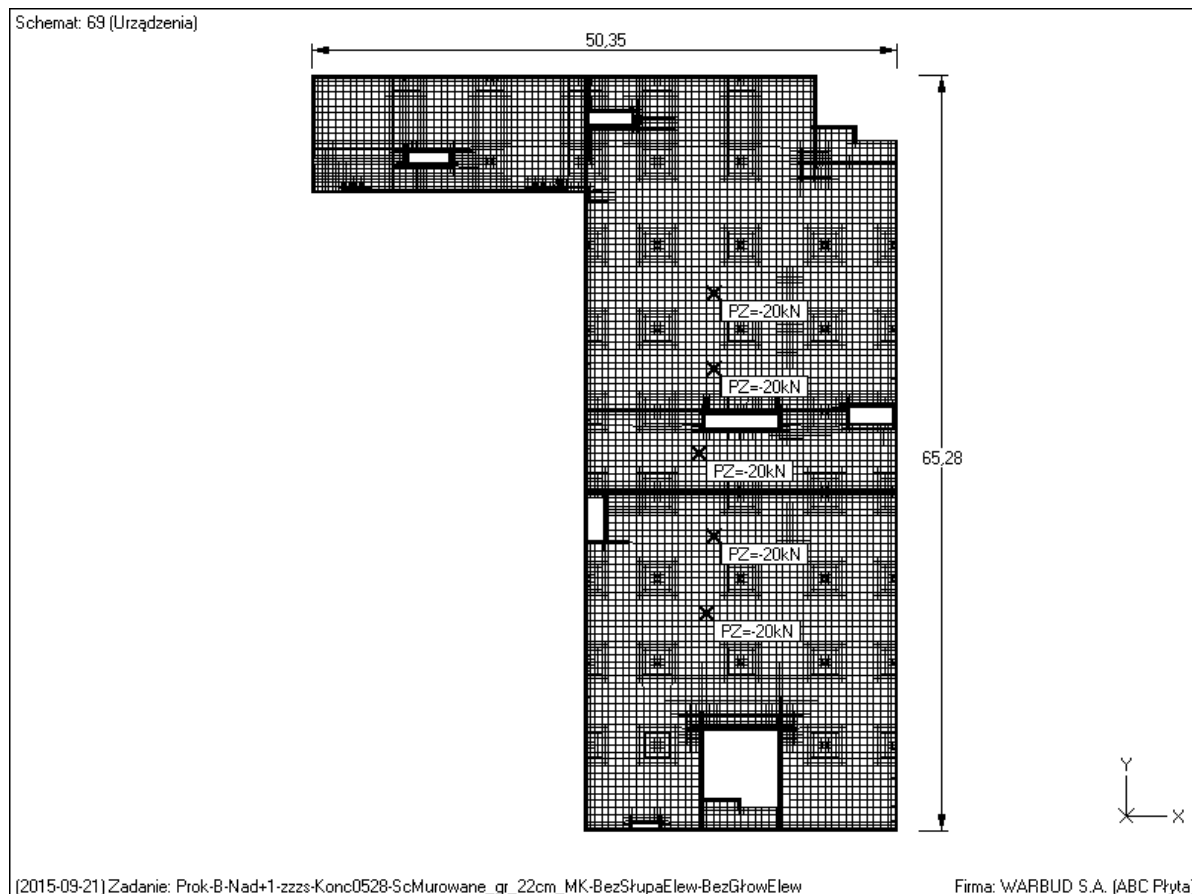 Schemat: 69 (Urządzenia)
50,35
PZ=-20kN
PZ=-20kN
65,28
PZ=-20kN
PZ=-20kN
PZ=-20kN
Y
X
(2015-09-21) Zadanie: Prok-B-Nad+1-zzzs-Konc0528-ScMurowane_gr_22cm_MK-BezSłupaElew-BezGłowElew
Firma: WARBUD S.A. (ABC Płyta)